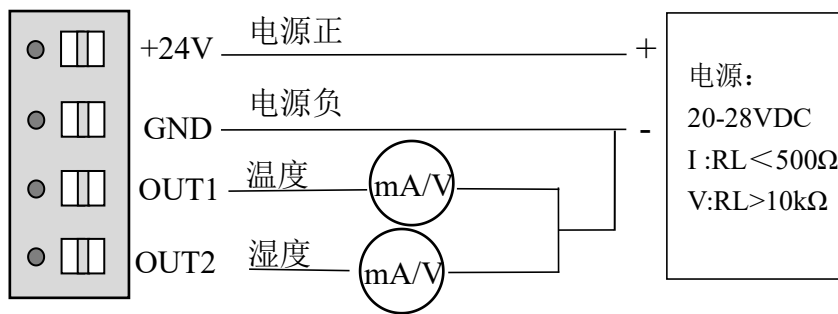 +24V 电源正 +
GND 电源负 -
OUT1 温度 mA/V
OUT2 湿度 mA/V
电源：
20-28VDC
I :RL＜500Ω
V:RL>10kΩ